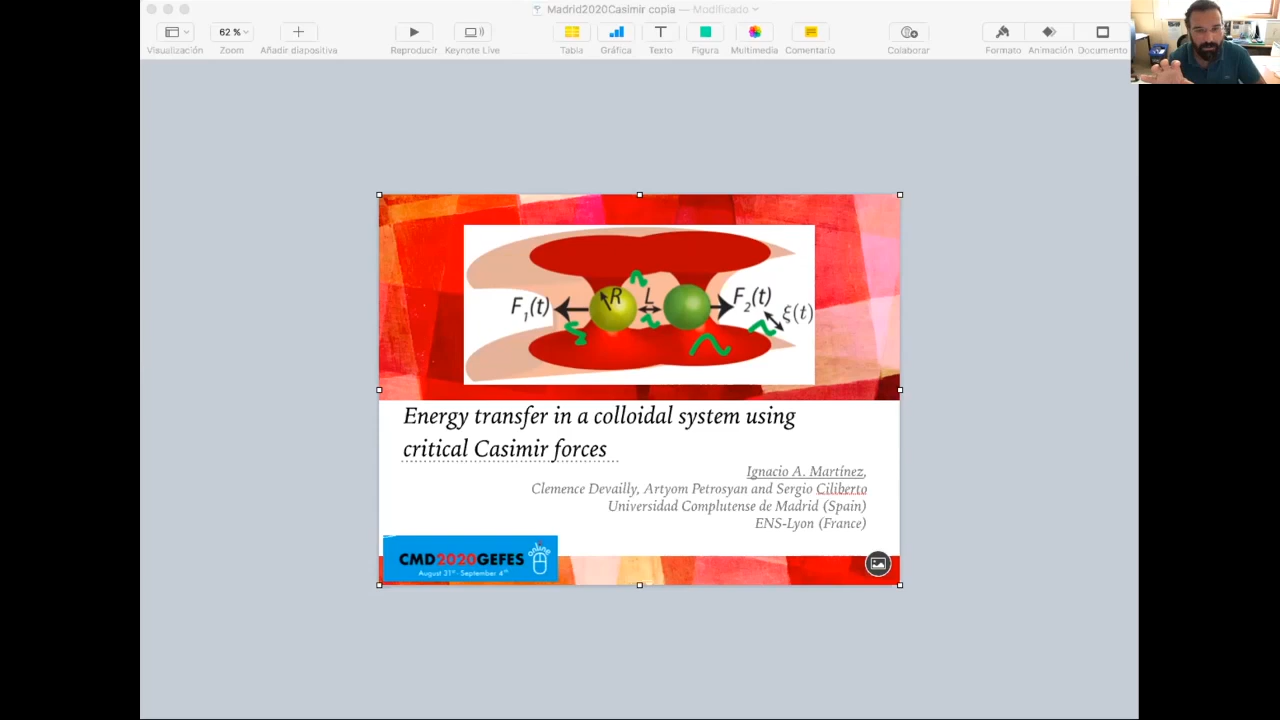 Madrid2020Casimir copia — Modificado
62 %
Visualización Zoom Añadir diapositiva Reproducir Keynote Live Tabla Gráfica Texto Figura Multimedia Comentario Colaborar Formato Animación Documento
F₁(t) R L F₂(t) ξ(t)
Energy transfer in a colloidal system using
critical Casimir forces
Ignacio A. Martínez,
Clemence Devailly, Artyom Petrosyan and Sergio Ciliberto
Universidad Complutense de Madrid (Spain)
ENS-Lyon (France)
CMD2020GEFES online
August 31st - September 4th